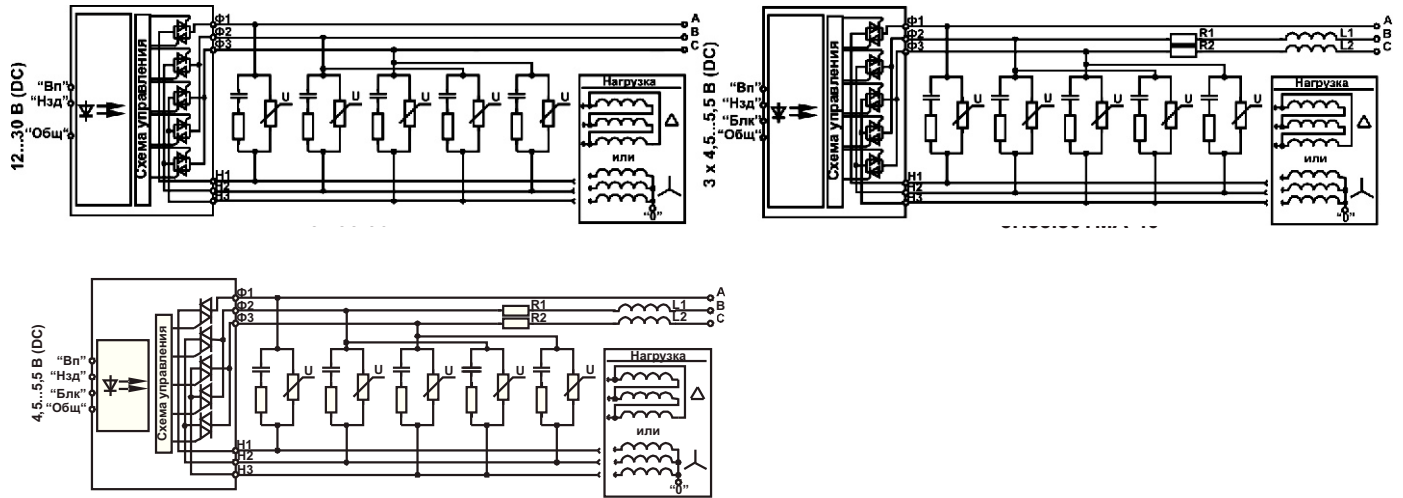 12...30 В (DC)
“Вп”
“Нзд”
“Общ“
Схема управления
Ф1
Ф2
Ф3
A
B
C
U
U
U
U
U
Н1
Н2
Н3
Нагрузка
или
“0”
3 x 4,5...5,5 В (DC)
“Вп”
“Нзд”
“Блк”
“Общ“
Схема управления
Ф1
Ф2
Ф3
R1
R2
L1
L2
A
B
C
U
U
U
U
U
Н1
Н2
Н3
Нагрузка
или
“0”
4,5...5,5 В (DC)
“Вп”
“Нзд”
“Блк”
“Общ“
Схема управления
Ф1
Ф2
Ф3
R1
R2
L1
L2
A
B
C
U
U
U
U
U
Н1
Н2
Н3
Нагрузка
или
“0”